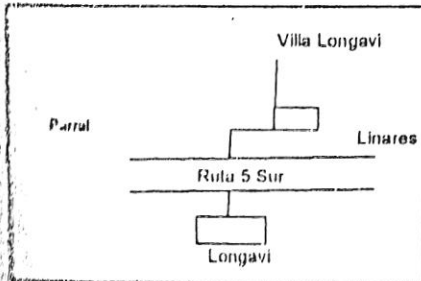 Villa Longavi
Parral
Linares
Ruta 5 Sur
Longavi